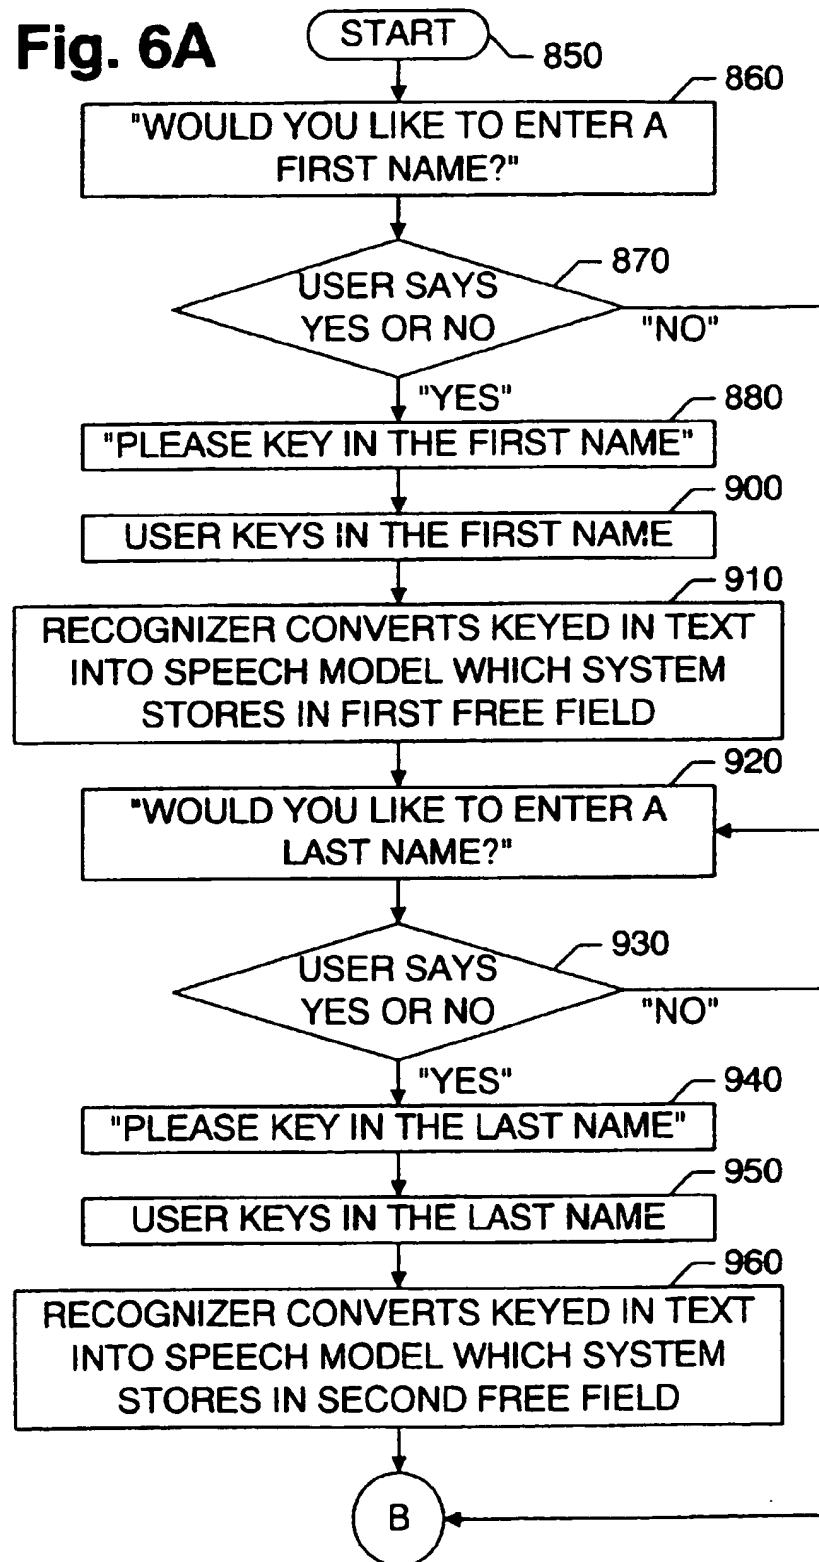 Fig. 6A
START
850
860
"WOULD YOU LIKE TO ENTER A
FIRST NAME?"
870
USER SAYS
YES OR NO
"NO"
"YES"
880
"PLEASE KEY IN THE FIRST NAME"
900
USER KEYS IN THE FIRST NAME
910
RECOGNIZER CONVERTS KEYED IN TEXT
INTO SPEECH MODEL WHICH SYSTEM
STORES IN FIRST FREE FIELD
920
"WOULD YOU LIKE TO ENTER A
LAST NAME?"
930
USER SAYS
YES OR NO
"NO"
"YES"
940
"PLEASE KEY IN THE LAST NAME"
950
USER KEYS IN THE LAST NAME
960
RECOGNIZER CONVERTS KEYED IN TEXT
INTO SPEECH MODEL WHICH SYSTEM
STORES IN SECOND FREE FIELD
B